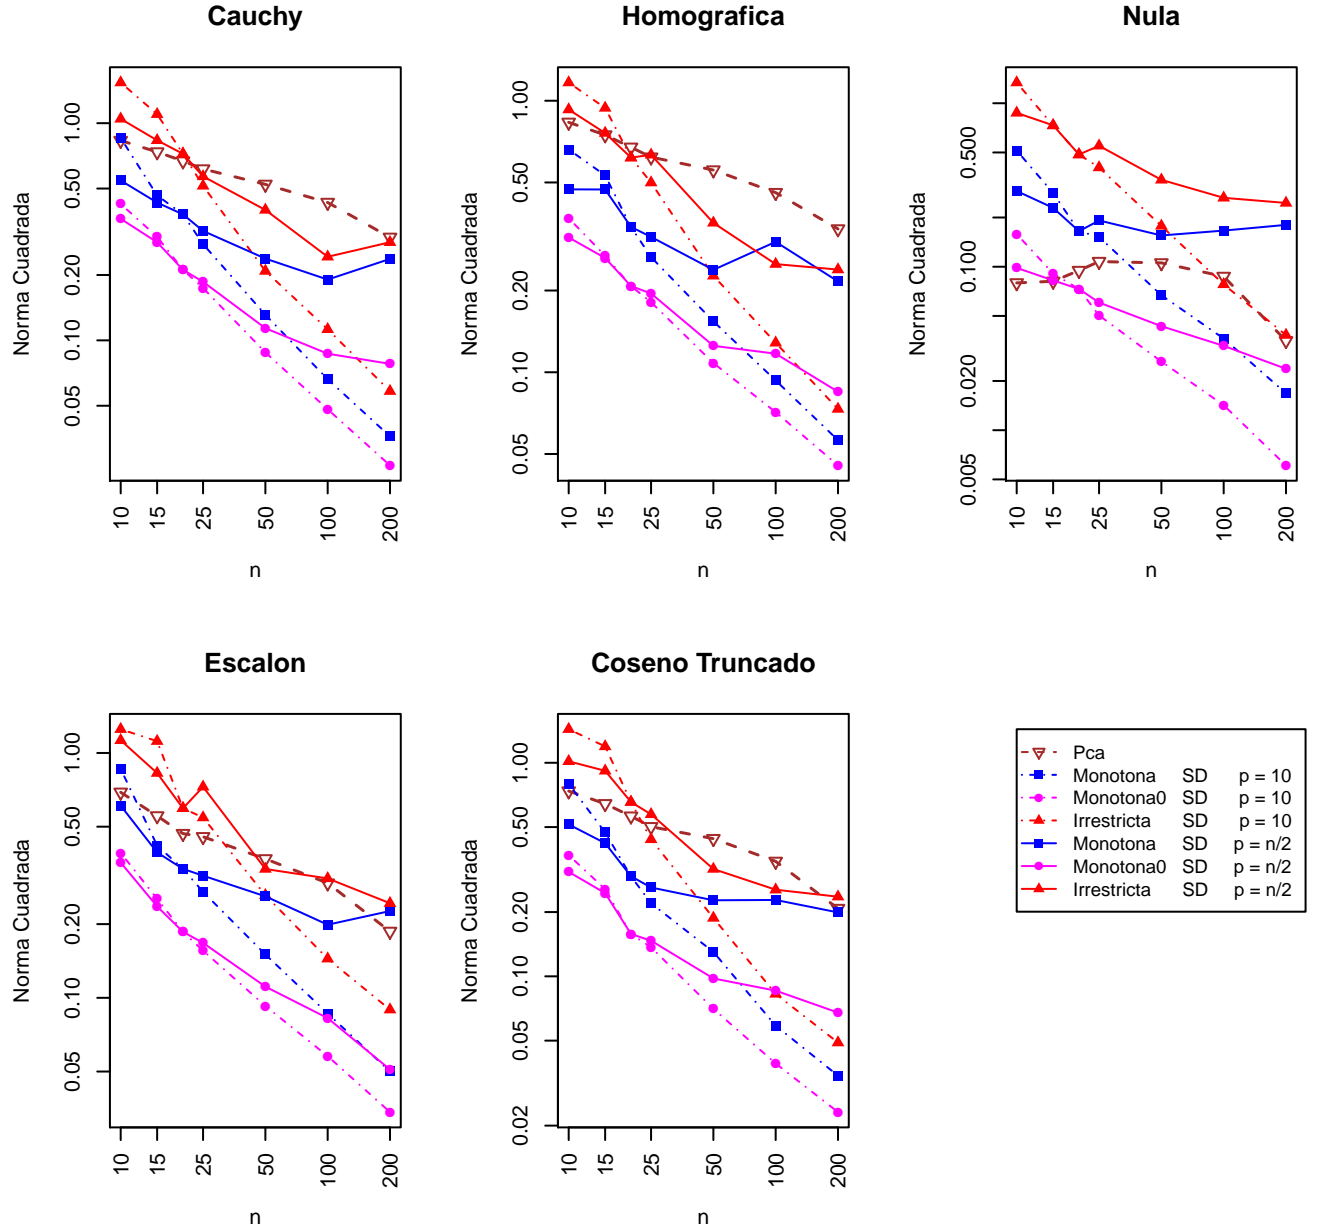 Cauchy
Norma Cuadrada
1.00
0.50
0.20
0.10
0.05
10
15
25
50
100
200
n
Homografica
Norma Cuadrada
1.00
0.50
0.20
0.10
0.05
10
15
25
50
100
200
n
Nula
Norma Cuadrada
0.500
0.100
0.020
0.005
10
15
25
50
100
200
n
Escalon
Norma Cuadrada
1.00
0.50
0.20
0.10
0.05
10
15
25
50
100
200
n
Coseno Truncado
Norma Cuadrada
1.00
0.50
0.20
0.10
0.05
0.02
10
15
25
50
100
200
n
Pca
Monotona SD p = 10
Monotona0 SD p = 10
Irrestricta SD p = 10
Monotona SD p = n/2
Monotona0 SD p = n/2
Irrestricta SD p = n/2